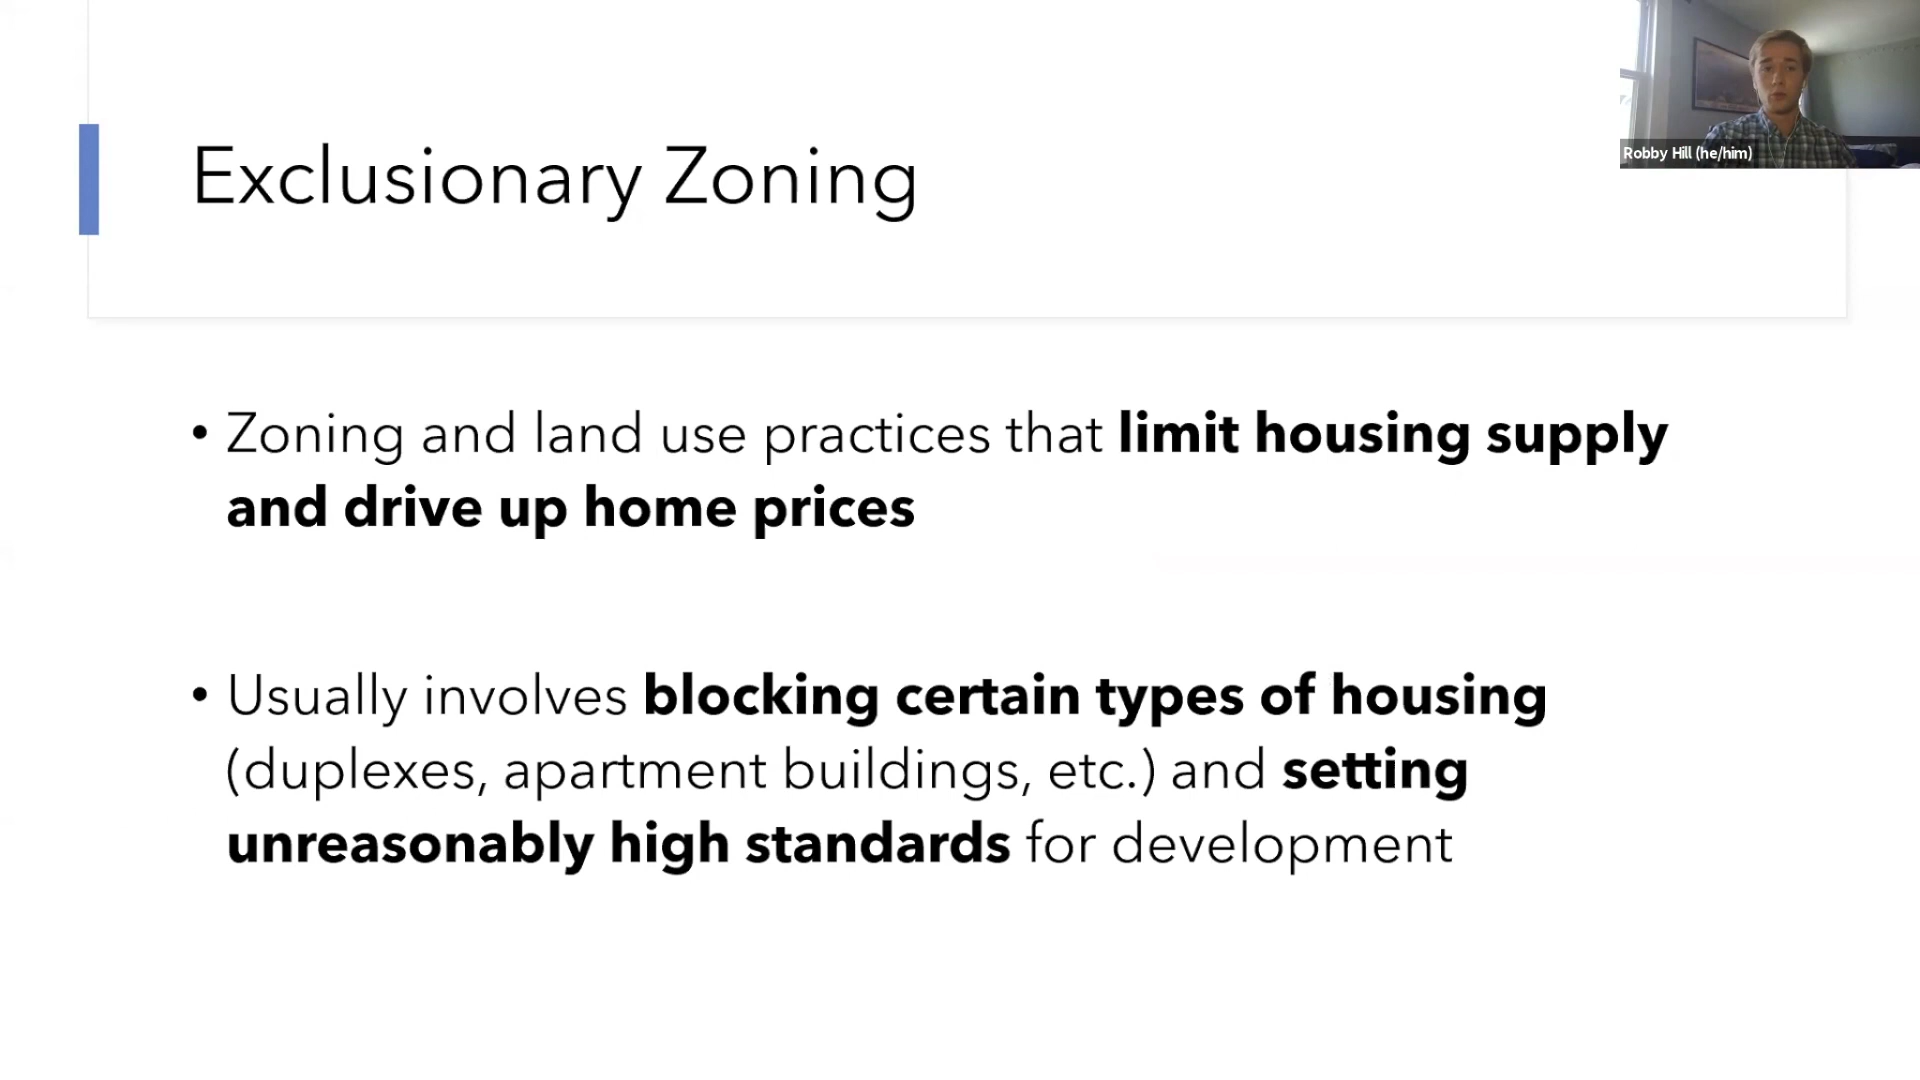 Exclusionary Zoning
Robby Hill (he/him)
• Zoning and land use practices that limit housing supply
and drive up home prices
• Usually involves blocking certain types of housing
(duplexes, apartment buildings, etc.) and setting
unreasonably high standards for development